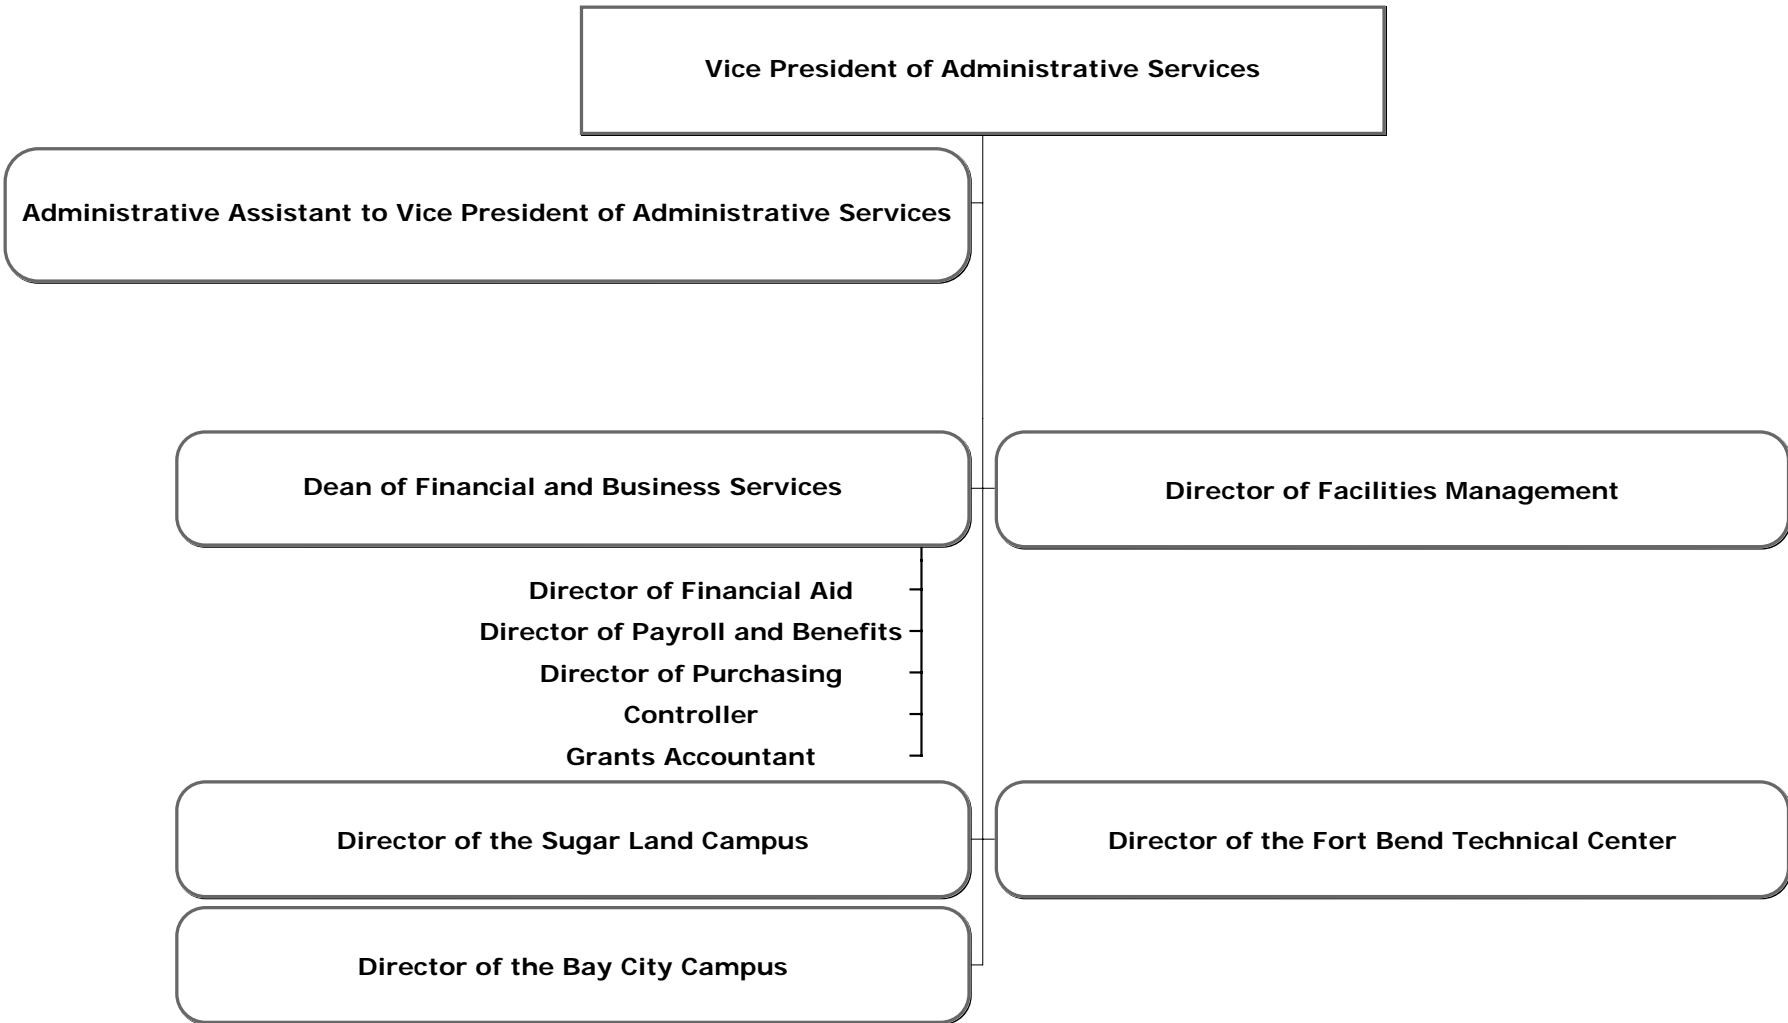 Vice President of Administrative Services
Administrative Assistant to Vice President of Administrative Services
Dean of Financial and Business Services
Director of Facilities Management
Director of Financial Aid
Director of Payroll and Benefits
Director of Purchasing
Controller
Grants Accountant
Director of the Sugar Land Campus
Director of the Fort Bend Technical Center
Director of the Bay City Campus